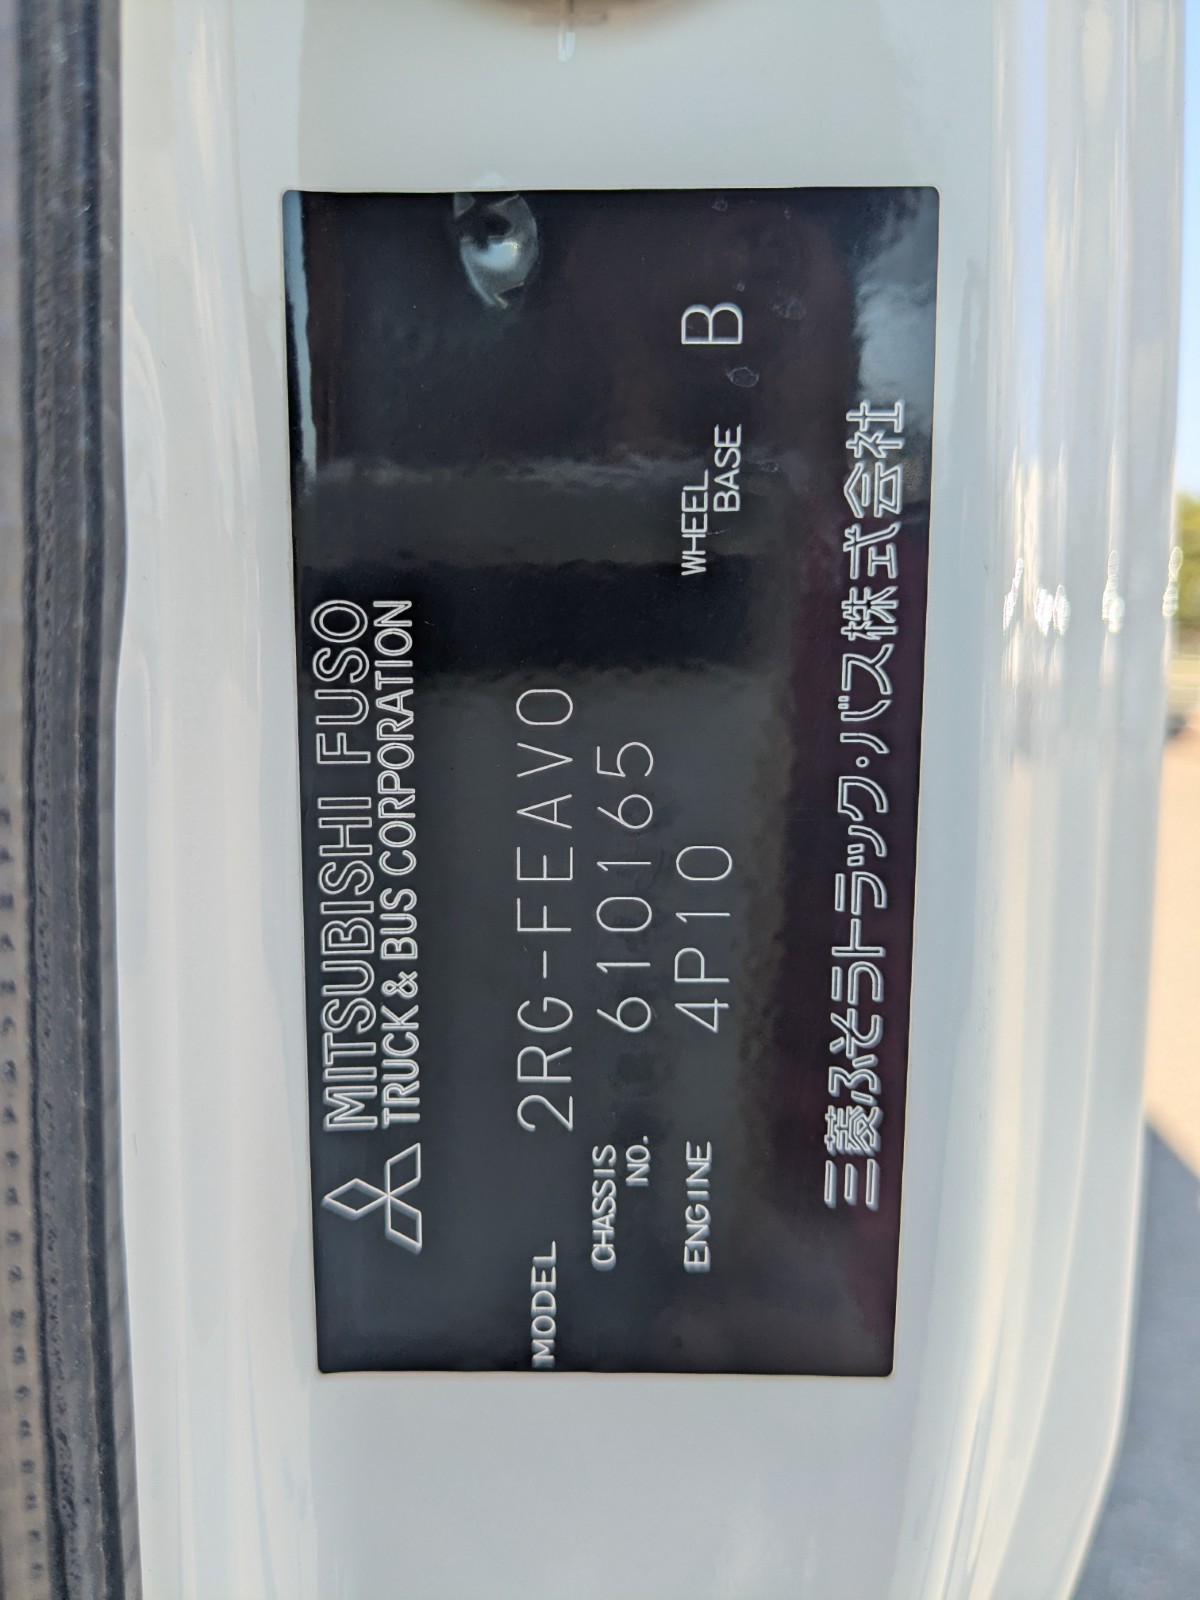 MITSUBISHI FUSO
TRUCK & BUS CORPORATION
MODEL 2RG-FEAV0
CHASSIS NO. 610165
ENGINE 4P10 WHEEL BASE B
三菱ふそうトラック・バス株式会社